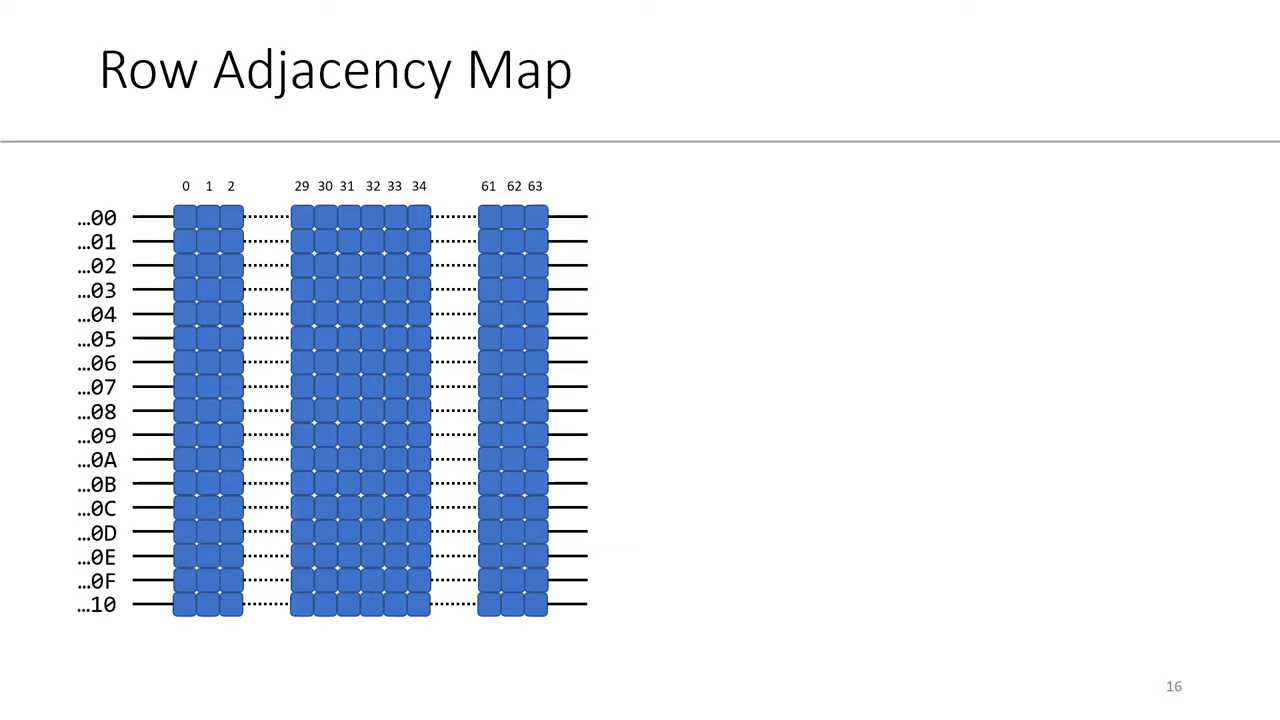 Row Adjacency Map
0 1 2 29 30 31 32 33 34 61 62 63
…00
…01
…02
…03
…04
…05
…06
…07
…08
…09
…0A
…0B
…0C
…0D
…0E
…0F
…10
16